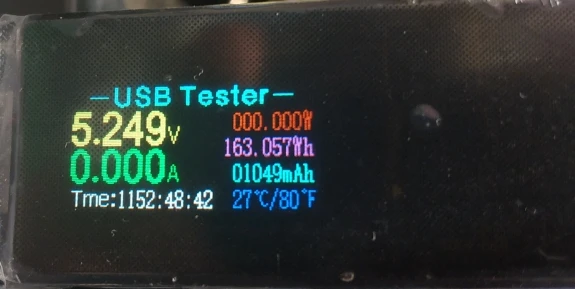 -USB Tester-
5.249V 000.000W
163.057Wh
0.000A 01049mAh
Tme:1152:48:42 27℃/80°F